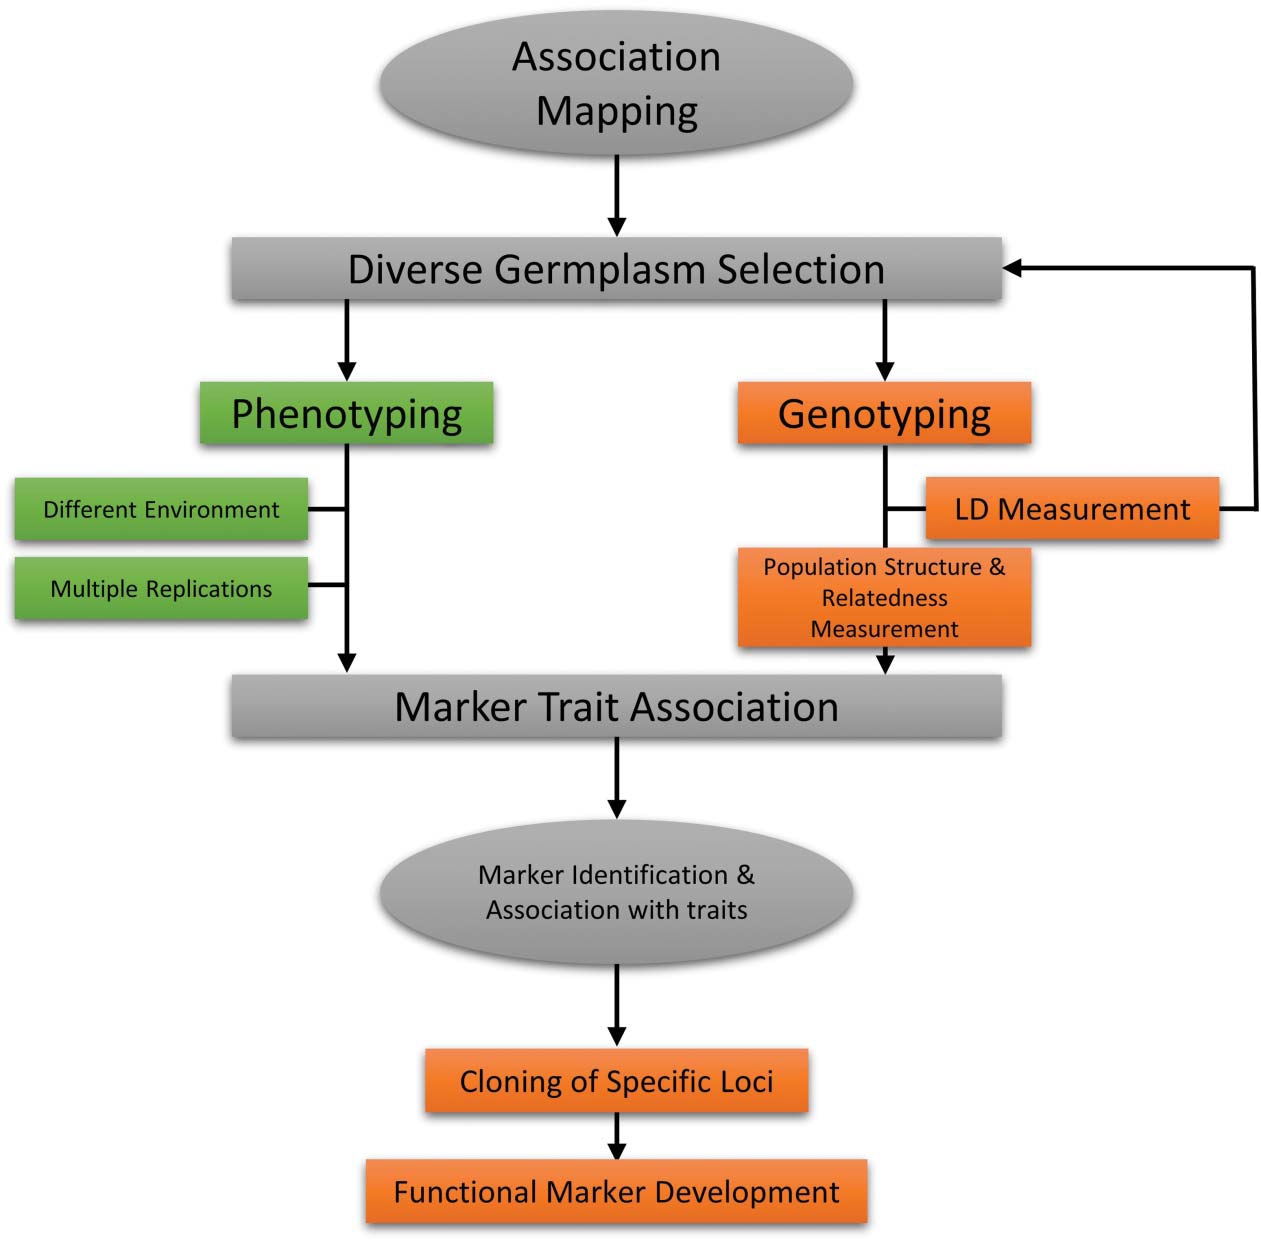 Association
Mapping
Diverse Germplasm Selection
Phenotyping
Genotyping
Different Environment
LD Measurement
Multiple Replications
Population Structure &
Relatedness
Measurement
Marker Trait Association
Marker Identification &
Association with traits
Cloning of Specific Loci
Functional Marker Development